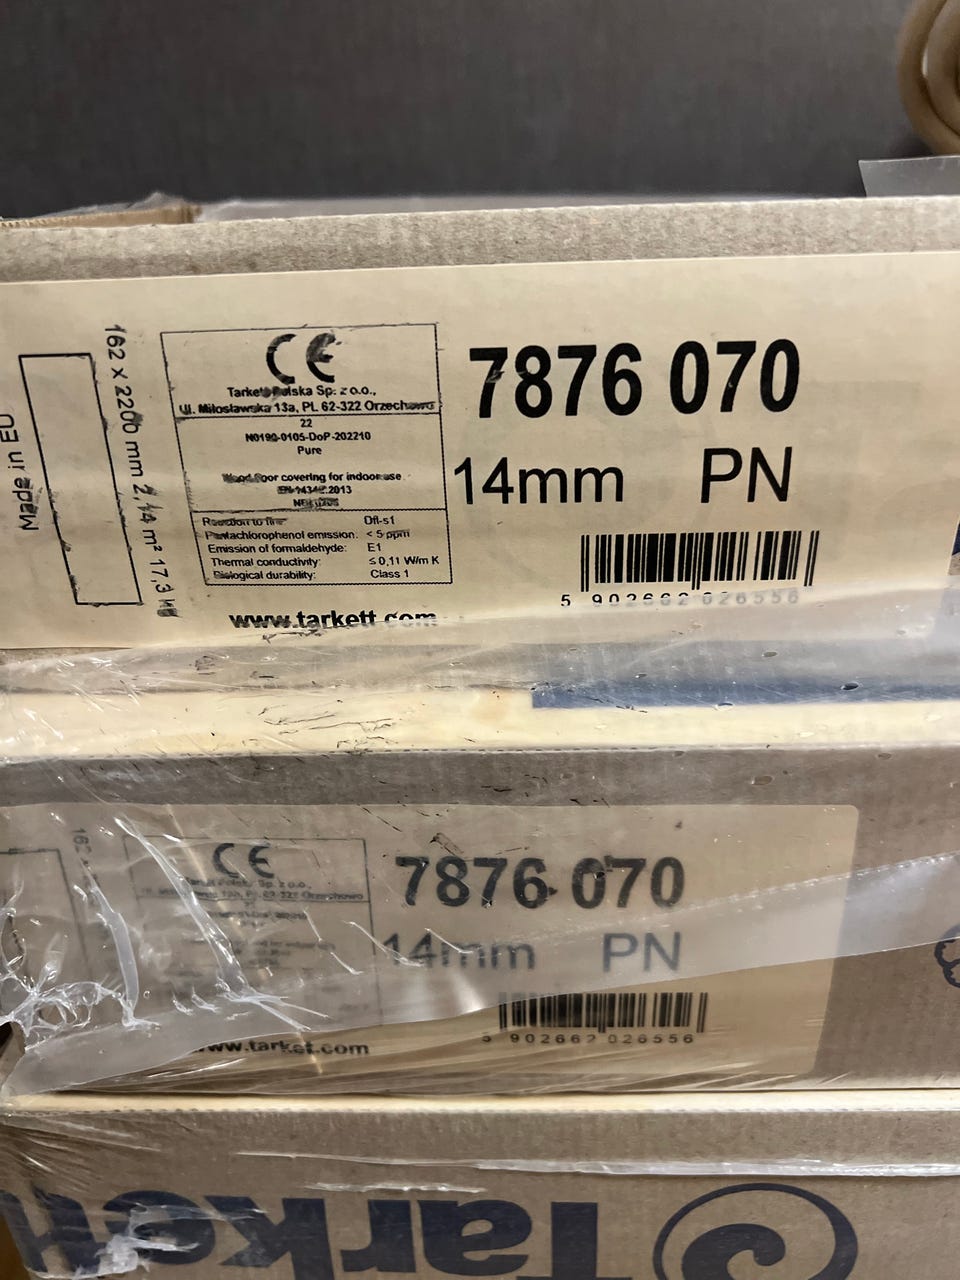 Made in EU
162 x 2200 mm 2,14 m² 17,3 kg
CE
Tarkett Polska Sp. z o.o.,
ul. Miłosławska 13a, PL 62-322 Orzechowo
22
N0190-0105-DoP-202210
Pure
Wood floor covering for indoor use
2013
Reaction to fire Dfl-s1
Pentachlorophenol emission: < 5 ppm
Emission of formaldehyde: E1
Thermal conductivity: ≤ 0,11 W/m K
Biological durability: Class 1
www.tarkett.com
7876 070
14mm PN
5 902662 026556
CE
7876 070
14mm PN
5 902662 026556
www.tarkett.com
Tarkett